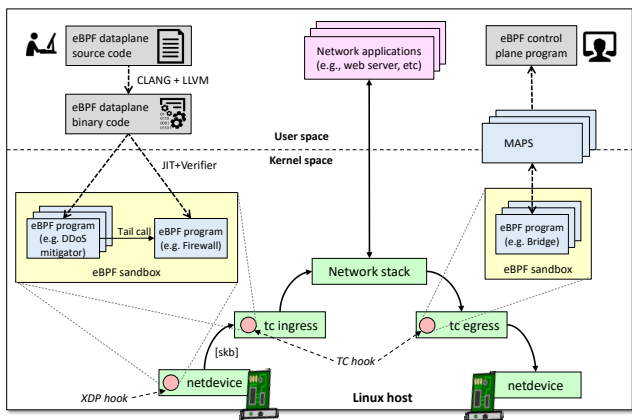 eBPF dataplane
source code
Network applications
(e.g., web server, etc)
eBPF control
plane program
CLANG + LLVM
eBPF dataplane
binary code
User space
Kernel space
MAPS
JIT+Verifier
eBPF program
(e.g. DDoS
mitigator)
Tail call
eBPF program
(e.g. Firewall)
eBPF sandbox
eBPF program
(e.g. Bridge)
eBPF sandbox
Network stack
tc ingress
tc egress
[skb]
TC hook
netdevice
XDP hook
Linux host
netdevice